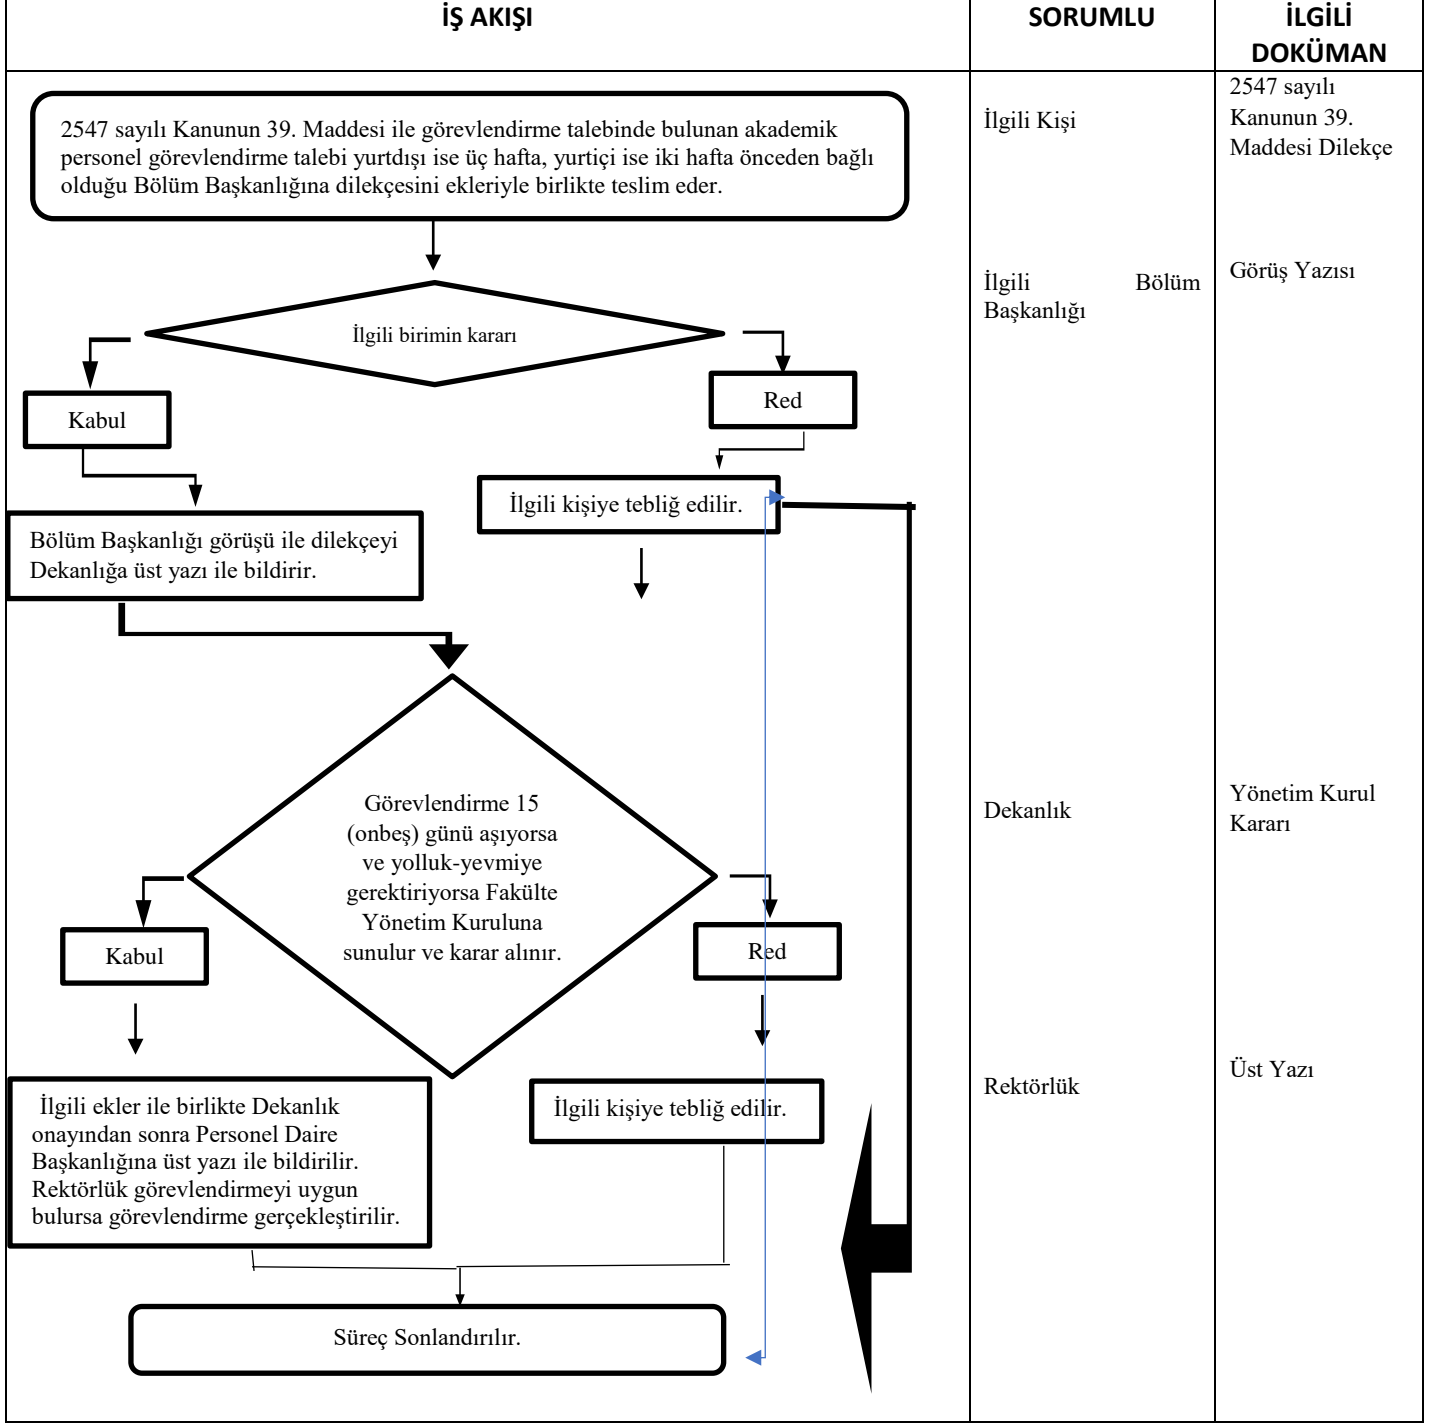 İŞ AKIŞI
SORUMLU
İLGİLİ
DOKÜMAN
2547 sayılı Kanunun 39. Maddesi ile görevlendirme talebinde bulunan akademik
personel görevlendirme talebi yurtdışı ise üç hafta, yurtiçi ise iki hafta önceden bağlı
olduğu Bölüm Başkanlığına dilekçesini ekleriyle birlikte teslim eder.
İlgili Kişi
2547 sayılı
Kanunun 39.
Maddesi Dilekçe
İlgili birimin kararı
İlgili Bölüm
Başkanlığı
Görüş Yazısı
Kabul
Red
İlgili kişiye tebliğ edilir.
Bölüm Başkanlığı görüşü ile dilekçeyi
Dekanlığa üst yazı ile bildirir.
Görevlendirme 15
(onbeş) günü aşıyorsa
ve yolluk-yevmiye
gerektiriyorsa Fakülte
Yönetim Kuruluna
sunulur ve karar alınır.
Dekanlık
Yönetim Kurul
Kararı
Kabul
Red
İlgili ekler ile birlikte Dekanlık
onayından sonra Personel Daire
Başkanlığına üst yazı ile bildirilir.
Rektörlük görevlendirmeyi uygun
bulursa görevlendirme gerçekleştirilir.
İlgili kişiye tebliğ edilir.
Rektörlük
Üst Yazı
Süreç Sonlandırılır.